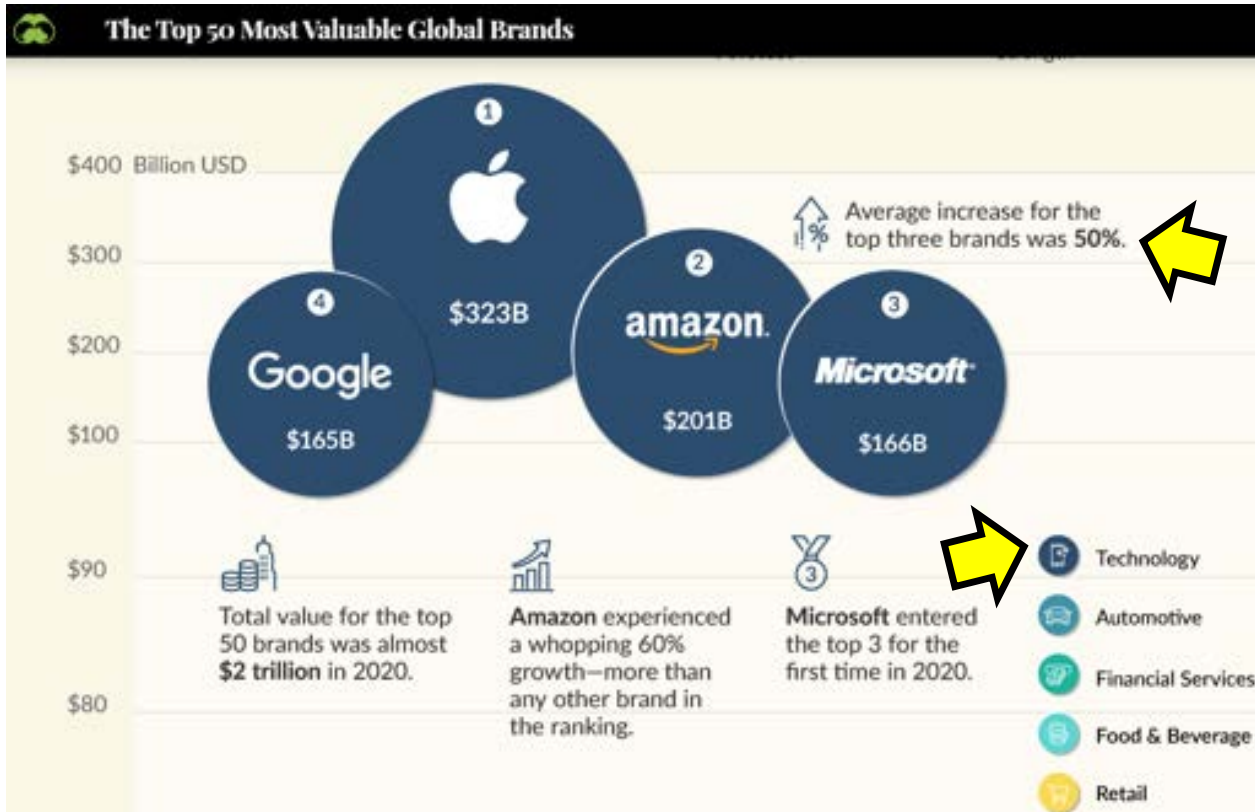 The Top 50 Most Valuable Global Brands
$400 Billion USD
$300
$200
$100
$90
$80
1
$323B
2
amazon
$201B
3
Microsoft
$166B
4
Google
$165B
Average increase for the
top three brands was 50%.
%
Total value for the top
50 brands was almost
$2 trillion in 2020.
Amazon experienced
a whopping 60%
growth—more than
any other brand in
the ranking.
3
Microsoft entered
the top 3 for the
first time in 2020.
Technology
Automotive
Financial Services
Food & Beverage
Retail